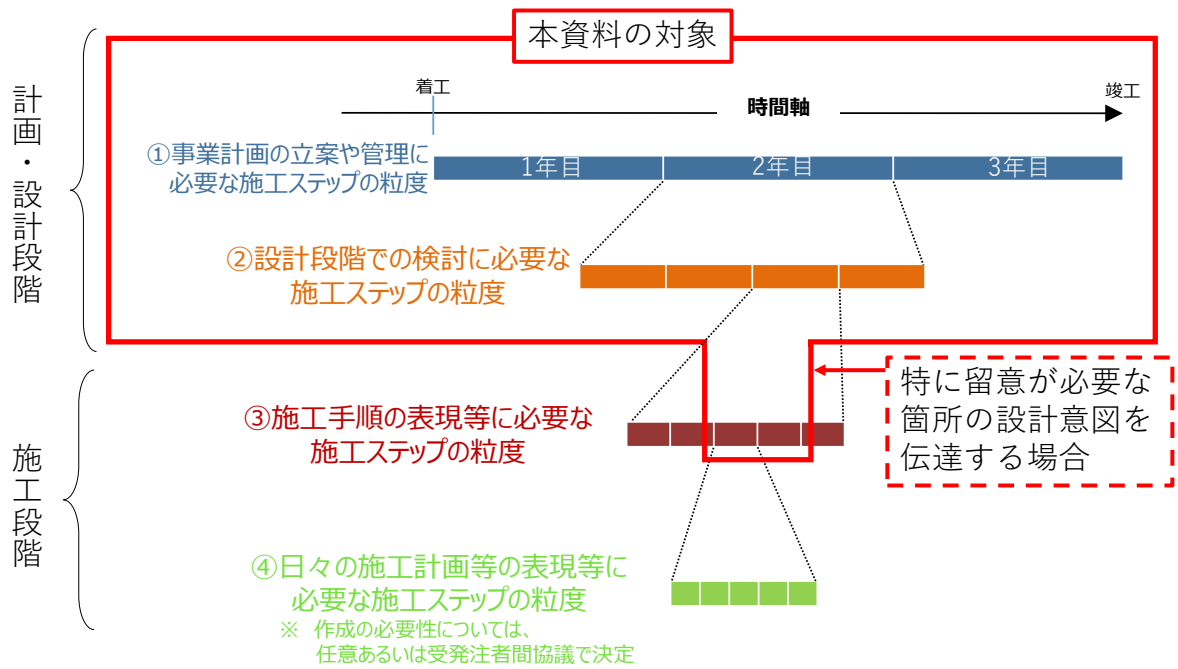 本資料の対象
計画・設計段階
着工
時間軸
竣工
①事業計画の立案や管理に
必要な施工ステップの粒度
1年目
2年目
3年目
②設計段階での検討に必要な
施工ステップの粒度
施工段階
③施工手順の表現等に必要な
施工ステップの粒度
特に留意が必要な
箇所の設計意図を
伝達する場合
④日々の施工計画等の表現等に
必要な施工ステップの粒度
※ 作成の必要性については、
任意あるいは受発注者間協議で決定